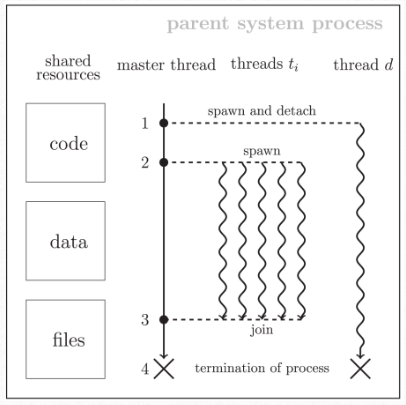 parent system process
shared
resources
master thread
threads tᵢ
thread d
code
data
files
1
spawn and detach
2
spawn
3
join
4
termination of process